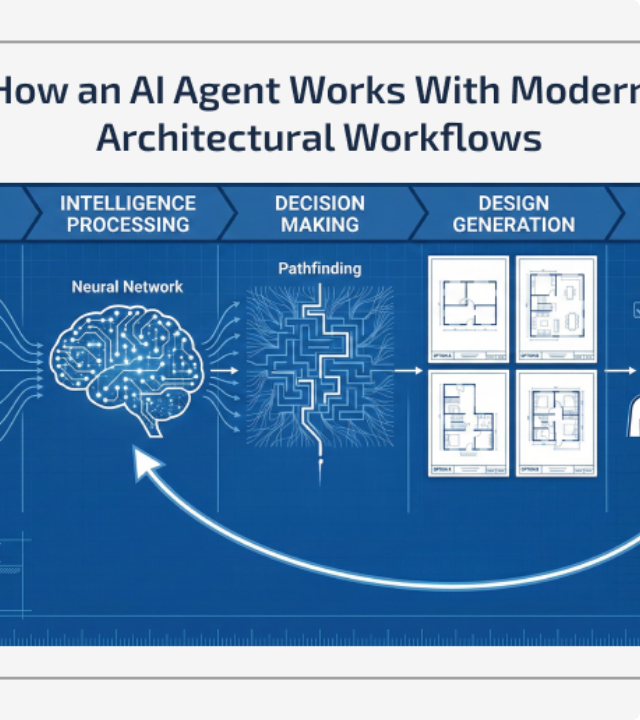 How an AI Agent Works With Modern
Architectural Workflows
INTELLIGENCE
PROCESSING
DECISION
MAKING
DESIGN
GENERATION
Neural Network
Pathfinding